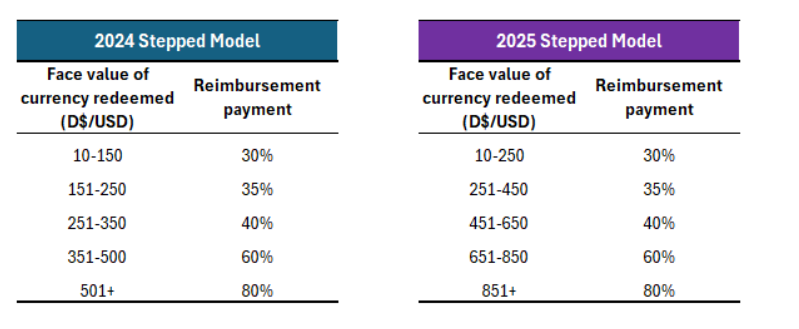 2024 Stepped Model
Face value of
currency redeemed
(D$/USD)
Reimbursement
payment
10-150 30%
151-250 35%
251-350 40%
351-500 60%
501+ 80%
2025 Stepped Model
Face value of
currency redeemed
(D$/USD)
Reimbursement
payment
10-250 30%
251-450 35%
451-650 40%
651-850 60%
851+ 80%